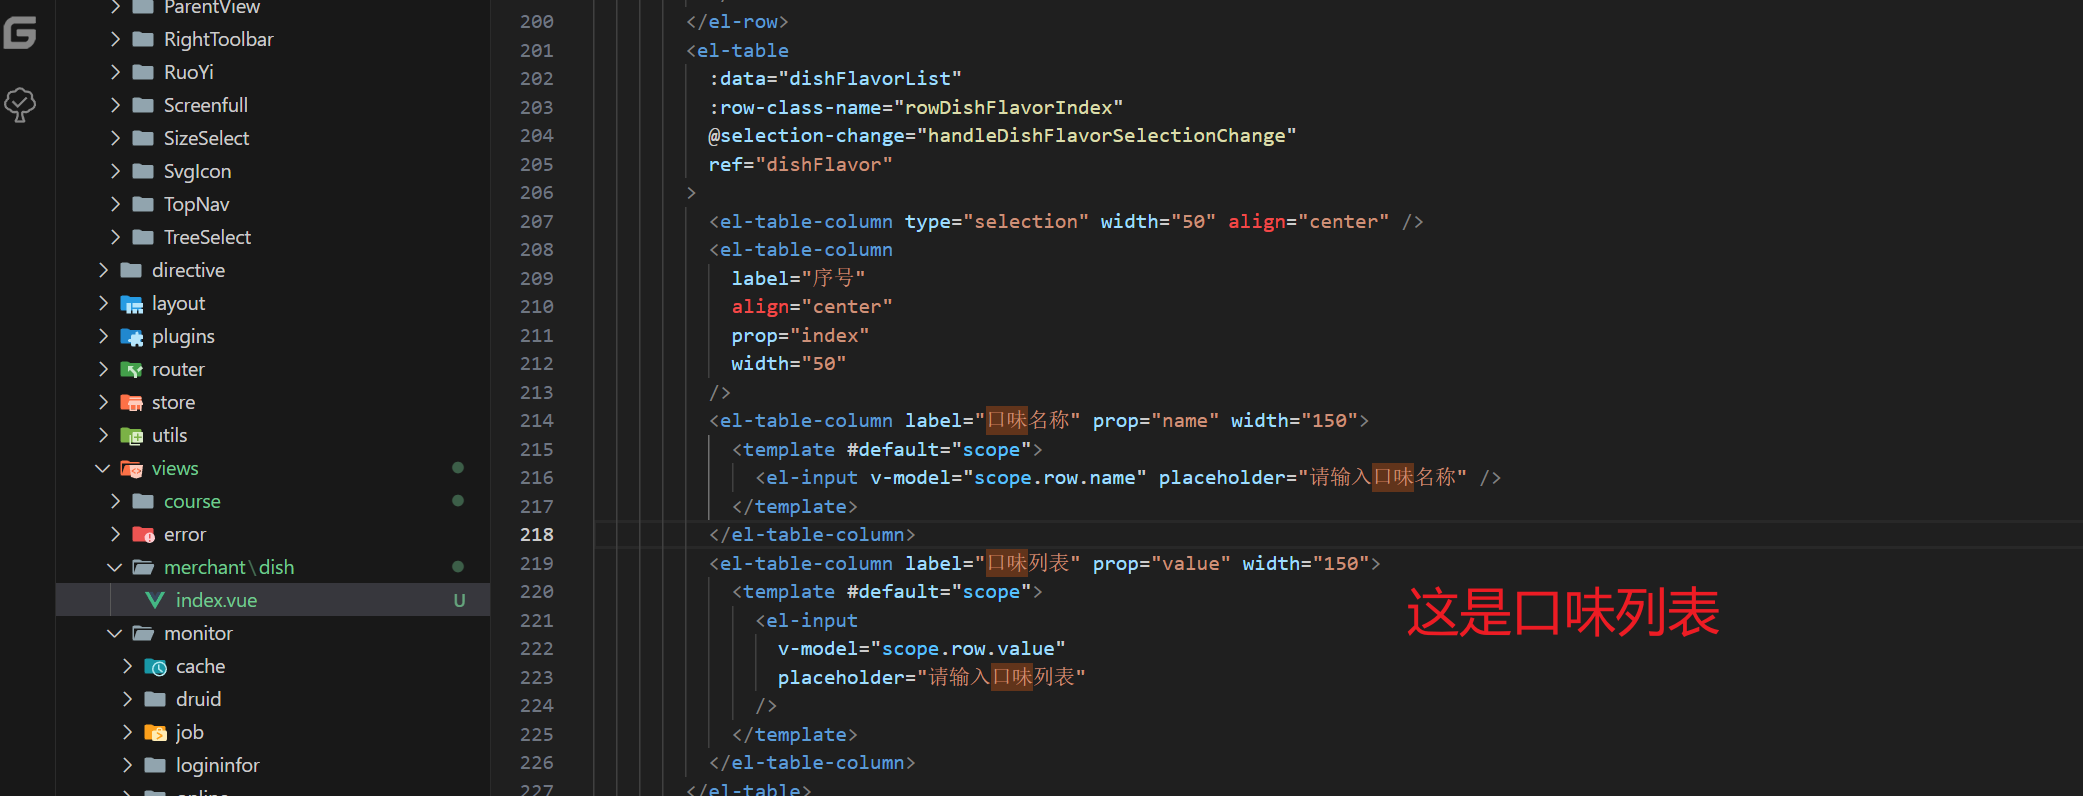 ParentView
RightToolbar
RuoYi
Screenfull
SizeSelect
SvgIcon
TopNav
TreeSelect
directive
layout
plugins
router
store
utils
views
course
error
merchant\dish
index.vue U
monitor
cache
druid
job
logininfor
online
200 </el-row>
201 <el-table
202 :data="dishFlavorList"
203 :row-class-name="rowDishFlavorIndex"
204 @selection-change="handleDishFlavorSelectionChange"
205 ref="dishFlavor"
206 >
207 <el-table-column type="selection" width="50" align="center" />
208 <el-table-column
209 label="序号"
210 align="center"
211 prop="index"
212 width="50"
213 />
214 <el-table-column label="口味名称" prop="name" width="150">
215 <template #default="scope">
216 <el-input v-model="scope.row.name" placeholder="请输入口味名称" />
217 </template>
218 </el-table-column>
219 <el-table-column label="口味列表" prop="value" width="150">
220 <template #default="scope">
221 <el-input
222 v-model="scope.row.value"
223 placeholder="请输入口味列表"
224 />
225 </template>
226 </el-table-column>
227 </el-table>
这是口味列表